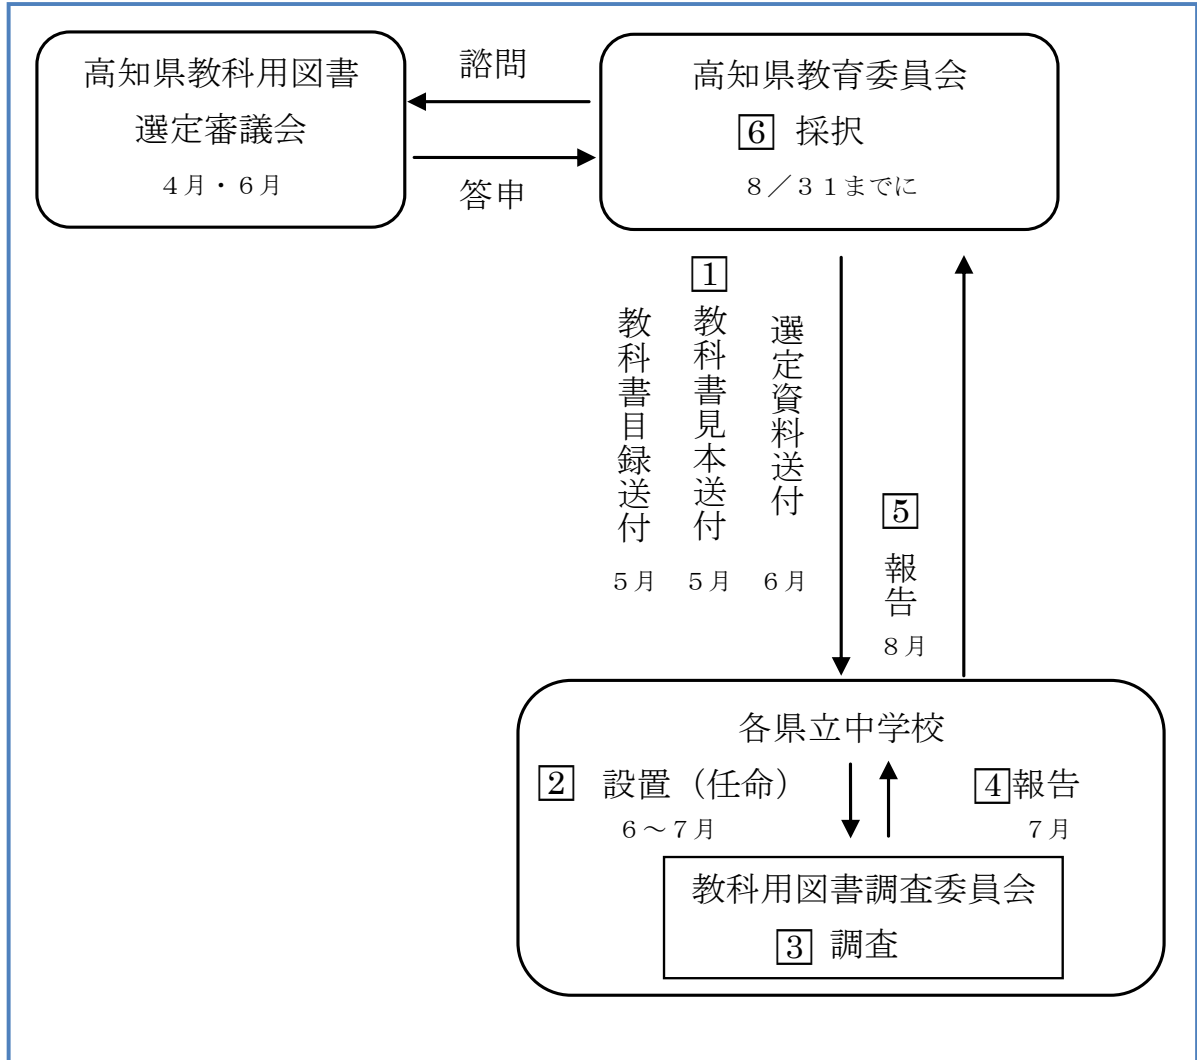 高知県教科用図書
選定審議会
４月・６月
諮問
答申
高知県教育委員会
6 採択
８／３１までに
教科書目録送付
５月
1
教科書見本送付
５月
選定資料送付
６月
5
報告
８月
各県立中学校
2 設置（任命）
６～７月
4報告
７月
教科用図書調査委員会
3 調査